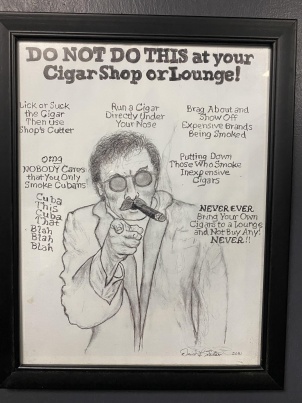 DO NOT DO THIS at your
Cigar Shop or Lounge!
Lick or Suck
the Cigar
Then Use
Shop's Cutter
Run a Cigar
Directly Under
Your Nose
Brag About and
Show Off
Expensive Brands
Being Smoked
OMG
NOBODY Cares
that You Only
Smoke Cubans!
Cuba
This
Cuba
That
Blah
Blah
Blah
Putting Down
Those Who Smoke
Inexpensive
Cigars
NEVER EVER
Bring Your Own
Cigars to a Lounge
and Not Buy Any!
NEVER!!